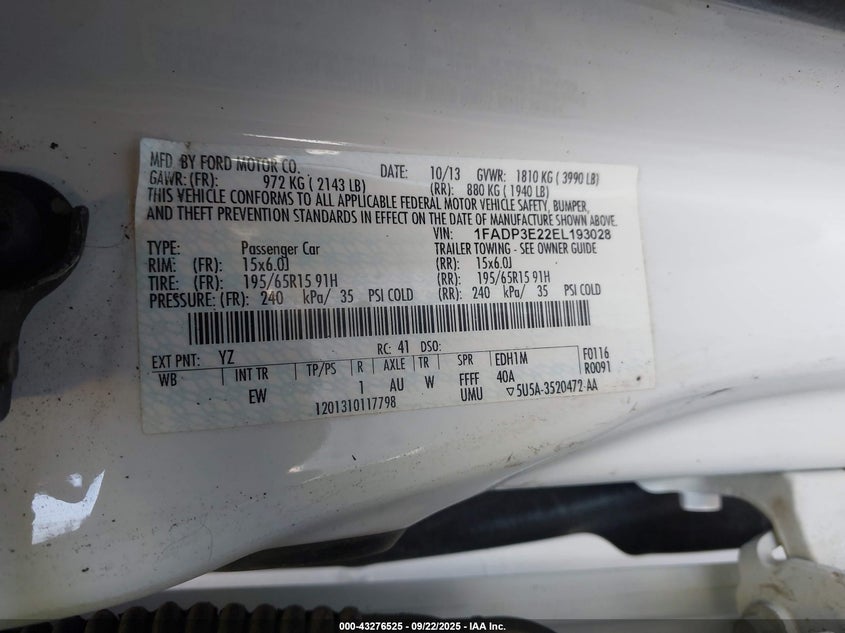 MFD. BY FORD MOTOR CO. DATE: 10/13 GVWR: 1810 KG ( 3990 LB)
GAWR: (FR): 972 KG ( 2143 LB) (RR): 880 KG ( 1940 LB)
THIS VEHICLE CONFORMS TO ALL APPLICABLE FEDERAL MOTOR VEHICLE SAFETY, BUMPER,
AND THEFT PREVENTION STANDARDS IN EFFECT ON THE DATE OF MANUFACTURE SHOWN ABOVE.
VIN: 1FADP3E22EL193028
TYPE: Passenger Car TRAILER TOWING - SEE OWNER GUIDE
RIM: (FR): 15x6.0J (RR): 15x6.0J
TIRE: (FR): 195/65R15 91H (RR): 195/65R15 91H
PRESSURE: (FR): 240 kPa/ 35 PSI COLD (RR): 240 kPa/ 35 PSI COLD
EXT PNT: YZ RC: 41 DSO:
WB INT TR TP/PS R AXLE TR SPR EDH1M F0116
EW 1 AU W FFFF 40A R0091
UMU ▽5U5A-3520472-AA
1201310117798
000-43276525 - 09/22/2025 - IAA Inc.